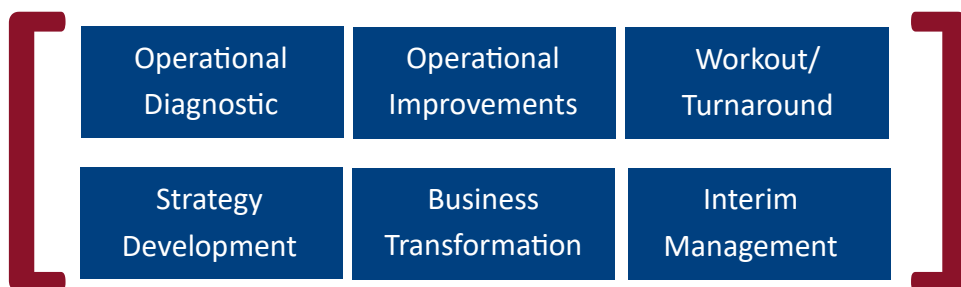 Operational
Diagnostic
Operational
Improvements
Workout/
Turnaround
Strategy
Development
Business
Transformation
Interim
Management